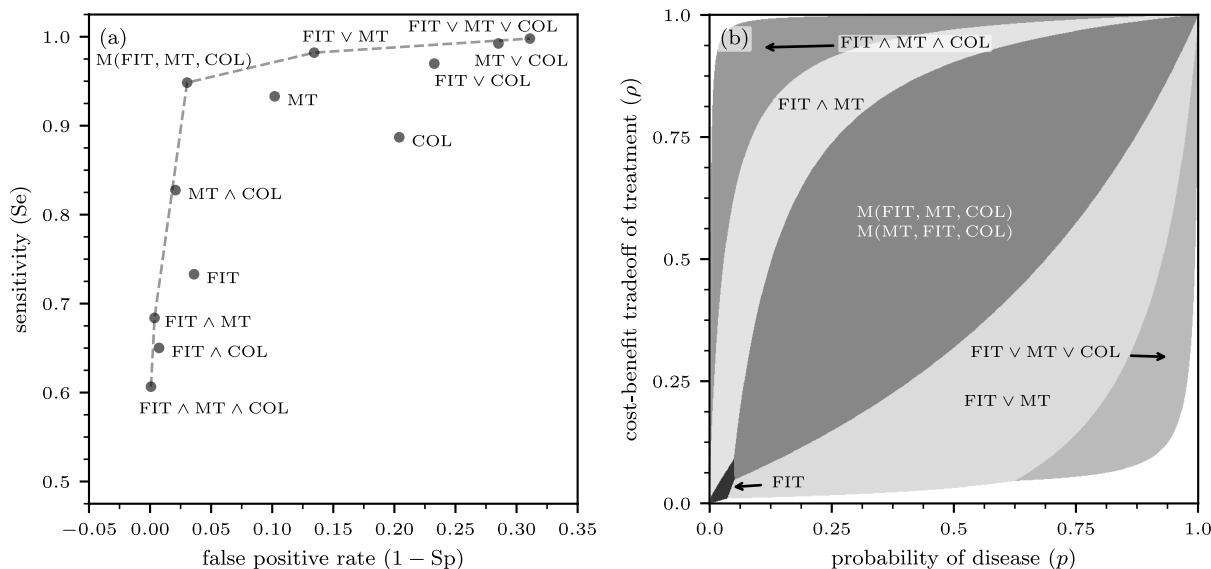 (a)
FIT ∨ MT
FIT ∨ MT ∨ COL
M(FIT, MT, COL)
MT ∨ COL
FIT ∨ COL
MT
COL
MT ∧ COL
FIT
FIT ∧ MT
FIT ∧ COL
FIT ∧ MT ∧ COL
1.0
0.9
0.8
0.7
0.6
0.5
sensitivity (Se)
−0.05
0.00
0.05
0.10
0.15
0.20
0.25
0.30
0.35
false positive rate (1 − Sp)
(b)
FIT ∧ MT ∧ COL
FIT ∧ MT
M(FIT, MT, COL)
M(MT, FIT, COL)
FIT ∨ MT ∨ COL
FIT ∨ MT
FIT
1.0
0.75
0.5
0.25
0.0
cost-benefit tradeoff of treatment (ρ)
0.0
0.25
0.5
0.75
1.0
probability of disease (p)